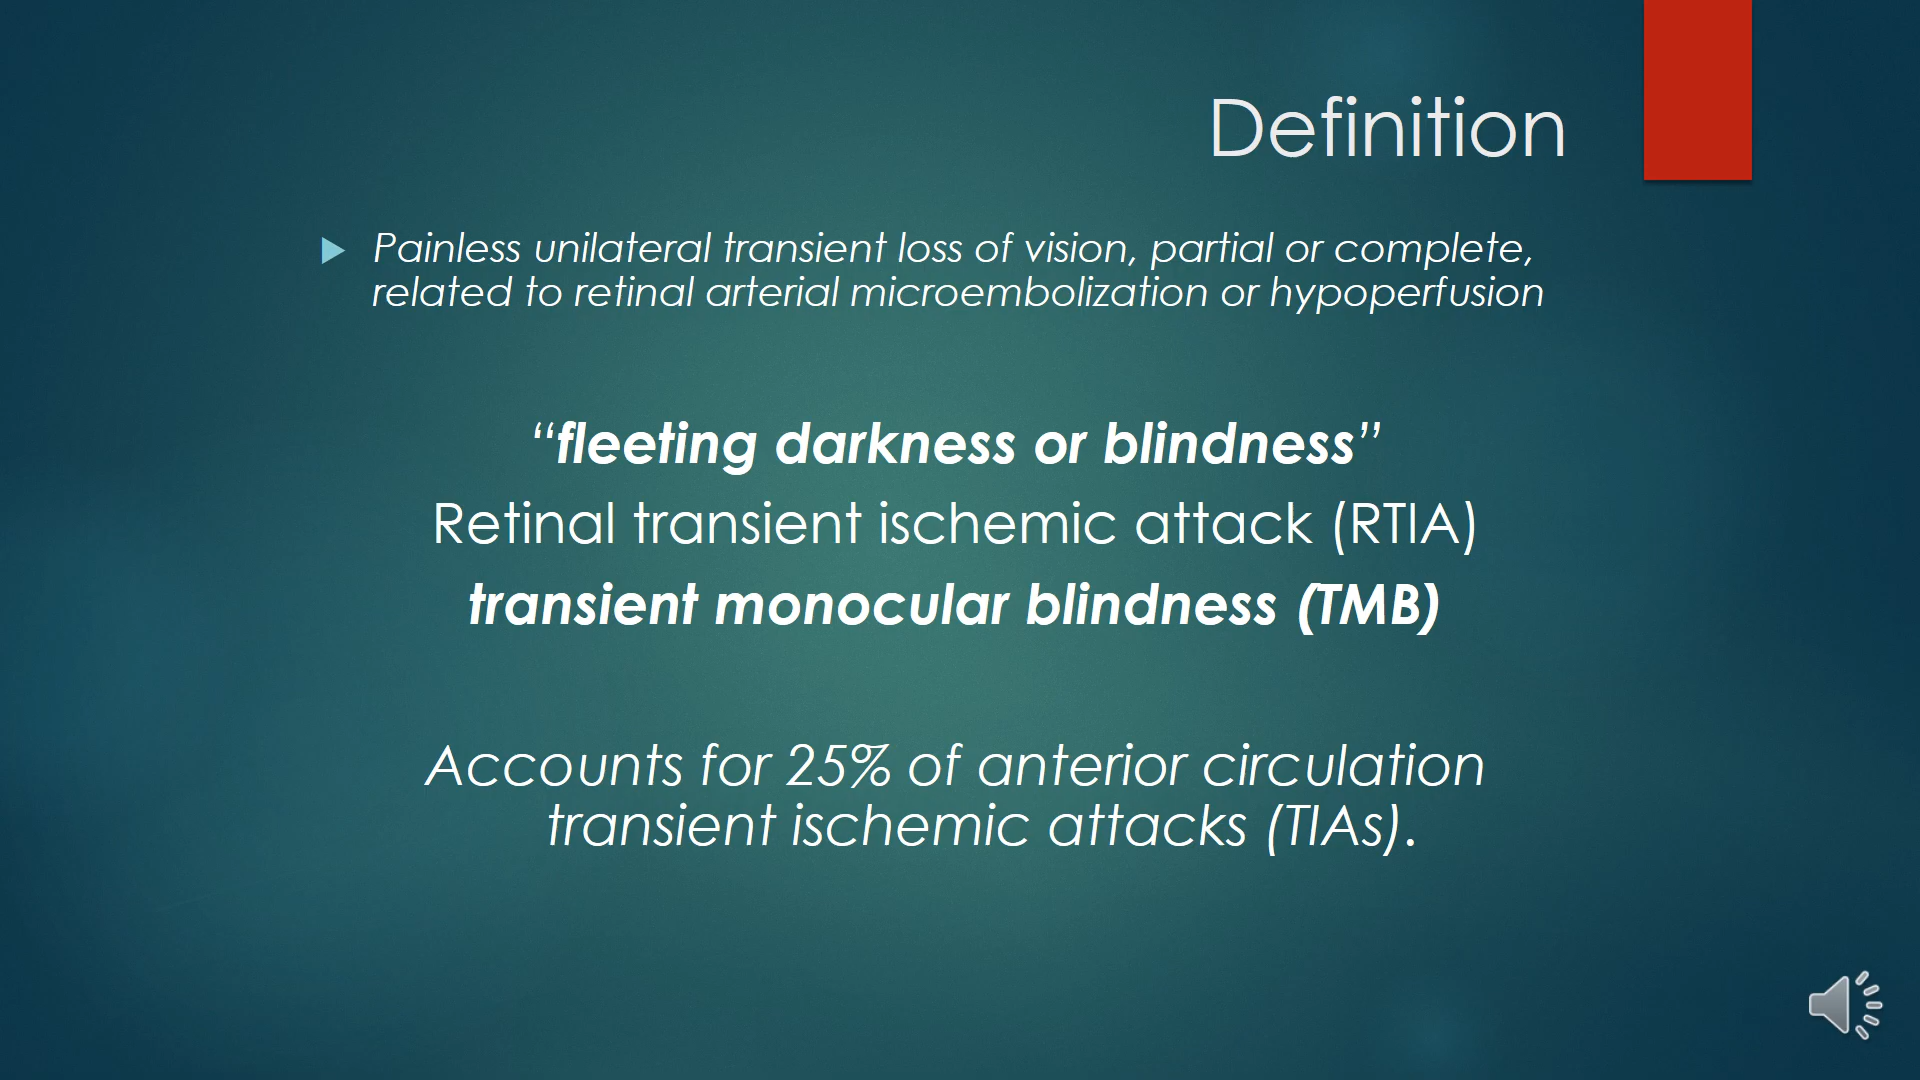 Definition
Painless unilateral transient loss of vision, partial or complete,
related to retinal arterial microembolization or hypoperfusion
“fleeting darkness or blindness”
Retinal transient ischemic attack (RTIA)
transient monocular blindness (TMB)
Accounts for 25% of anterior circulation
transient ischemic attacks (TIAs).